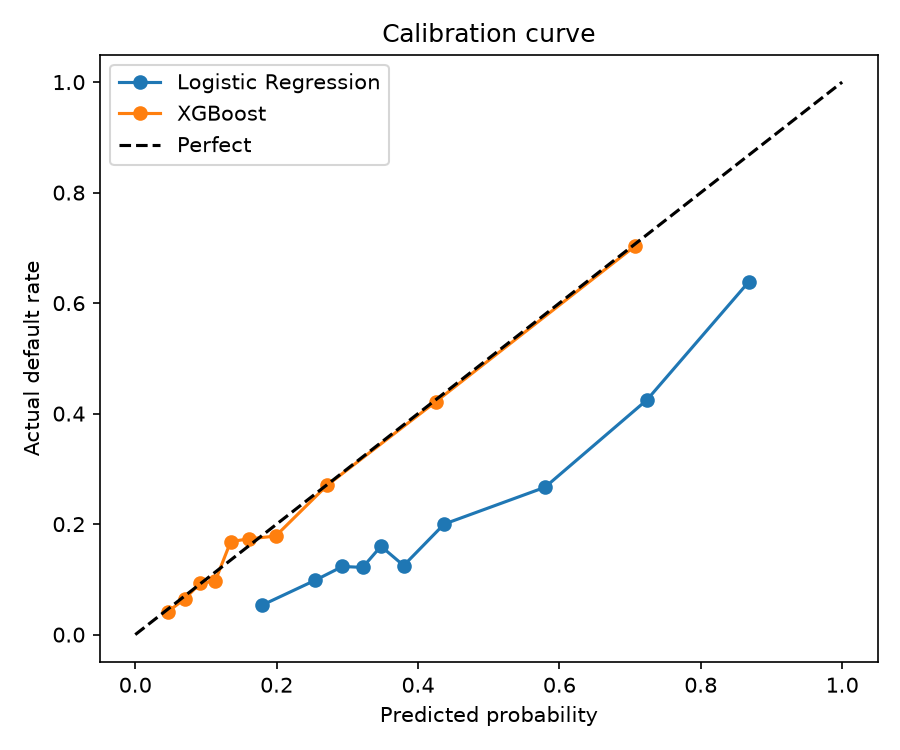 Calibration curve
Logistic Regression
XGBoost
Perfect
1.0
0.8
0.6
0.4
0.2
0.0
Actual default rate
0.0 0.2 0.4 0.6 0.8 1.0
Predicted probability